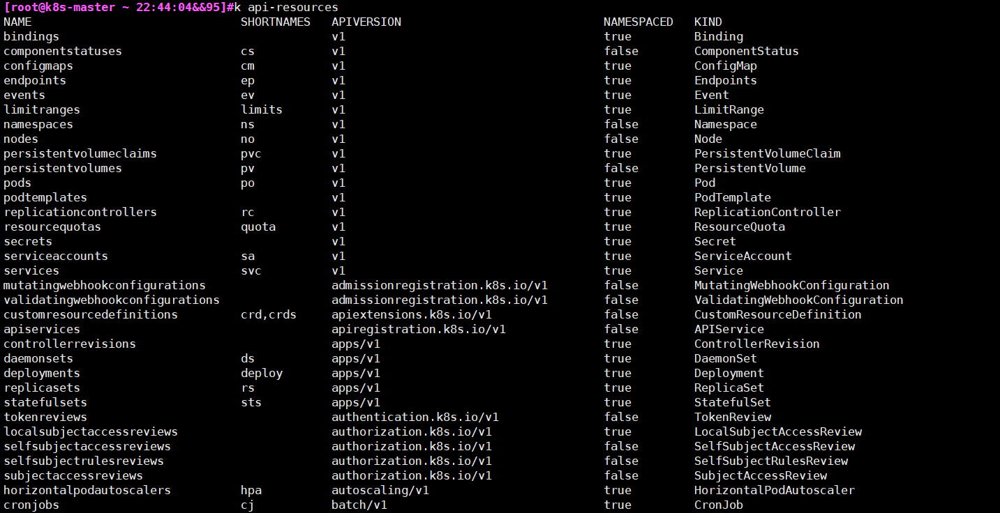 [root@k8s-master ~ 22:44:04&&95]#k api-resources
NAME SHORTNAMES APIVERSION NAMESPACED KIND
bindings v1 true Binding
componentstatuses cs v1 false ComponentStatus
configmaps cm v1 true ConfigMap
endpoints ep v1 true Endpoints
events ev v1 true Event
limitranges limits v1 true LimitRange
namespaces ns v1 false Namespace
nodes no v1 false Node
persistentvolumeclaims pvc v1 true PersistentVolumeClaim
persistentvolumes pv v1 false PersistentVolume
pods po v1 true Pod
podtemplates v1 true PodTemplate
replicationcontrollers rc v1 true ReplicationController
resourcequotas quota v1 true ResourceQuota
secrets v1 true Secret
serviceaccounts sa v1 true ServiceAccount
services svc v1 true Service
mutatingwebhookconfigurations admissionregistration.k8s.io/v1 false MutatingWebhookConfiguration
validatingwebhookconfigurations admissionregistration.k8s.io/v1 false ValidatingWebhookConfiguration
customresourcedefinitions crd,crds apiextensions.k8s.io/v1 false CustomResourceDefinition
apiservices apiregistration.k8s.io/v1 false APIService
controllerrevisions apps/v1 true ControllerRevision
daemonsets ds apps/v1 true DaemonSet
deployments deploy apps/v1 true Deployment
replicasets rs apps/v1 true ReplicaSet
statefulsets sts apps/v1 true StatefulSet
tokenreviews authentication.k8s.io/v1 false TokenReview
localsubjectaccessreviews authorization.k8s.io/v1 true LocalSubjectAccessReview
selfsubjectaccessreviews authorization.k8s.io/v1 false SelfSubjectAccessReview
selfsubjectrulesreviews authorization.k8s.io/v1 false SelfSubjectRulesReview
subjectaccessreviews authorization.k8s.io/v1 false SubjectAccessReview
horizontalpodautoscalers hpa autoscaling/v1 true HorizontalPodAutoscaler
cronjobs cj batch/v1 true CronJob